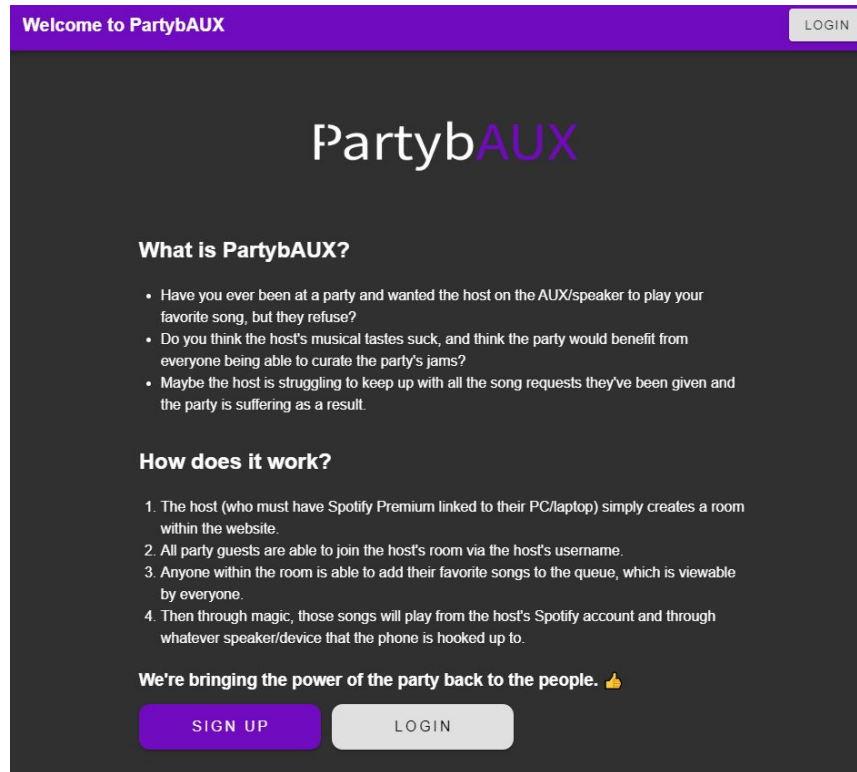 Welcome to PartybAUX
LOGIN
PartybAUX
What is PartybAUX?
• Have you ever been at a party and wanted the host on the AUX/speaker to play your
favorite song, but they refuse?
• Do you think the host's musical tastes suck, and think the party would benefit from
everyone being able to curate the party's jams?
• Maybe the host is struggling to keep up with all the song requests they've been given and
the party is suffering as a result.
How does it work?
1. The host (who must have Spotify Premium linked to their PC/laptop) simply creates a room
within the website.
2. All party guests are able to join the host's room via the host's username.
3. Anyone within the room is able to add their favorite songs to the queue, which is viewable
by everyone.
4. Then through magic, those songs will play from the host's Spotify account and through
whatever speaker/device that the phone is hooked up to.
We're bringing the power of the party back to the people. 👍
SIGN UP
LOGIN